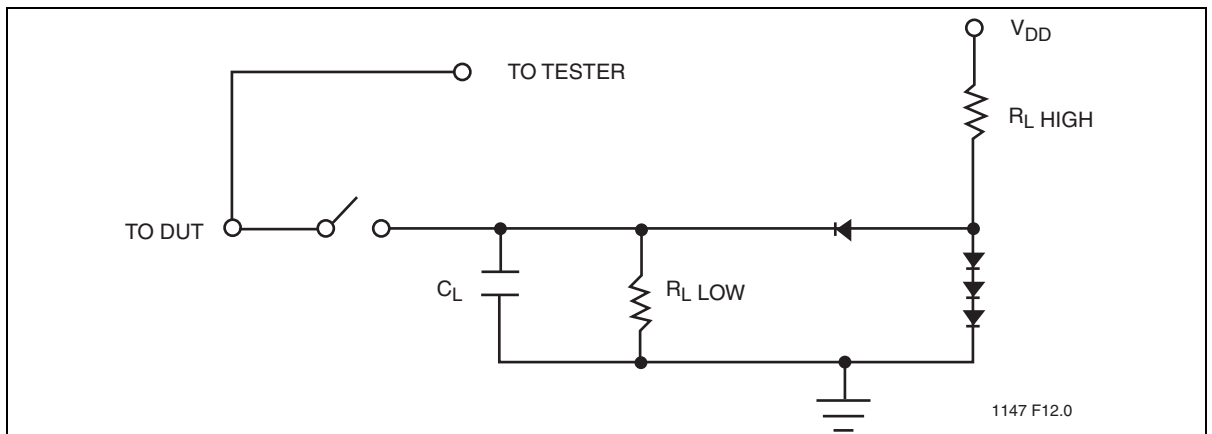 VDD
TO TESTER
RL HIGH
TO DUT
CL
RL LOW
1147 F12.0